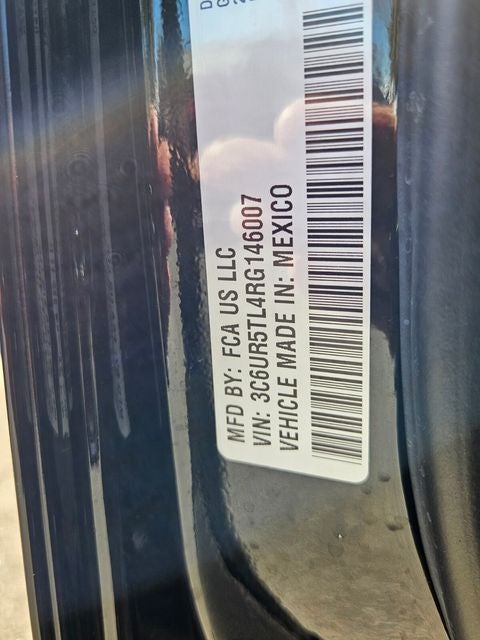 MFD BY: FCA US LLC
VIN: 3C6UR5TL4RG146007
VEHICLE MADE IN: MEXICO